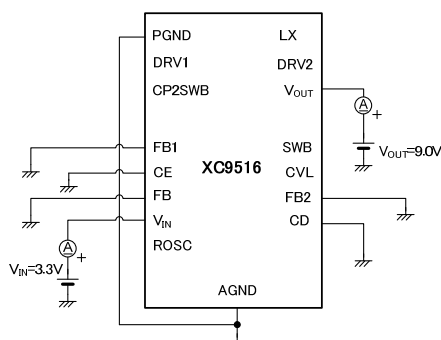 PGND
LX
DRV1
DRV2
CP2SWB
VOUT
A
+
FB1
SWB
VOUT=9.0V
CE
XC9516
CVL
FB
FB2
VIN
CD
A
+
ROSC
VIN=3.3V
AGND